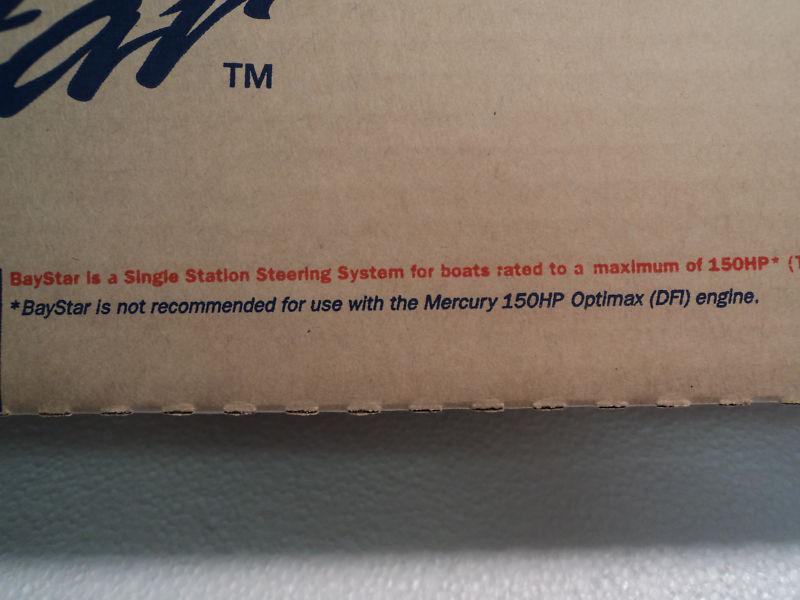 TM
BayStar is a Single Station Steering System for boats rated to a maximum of 150HP* (
*BayStar is not recommended for use with the Mercury 150HP Optimax (DFI) engine.